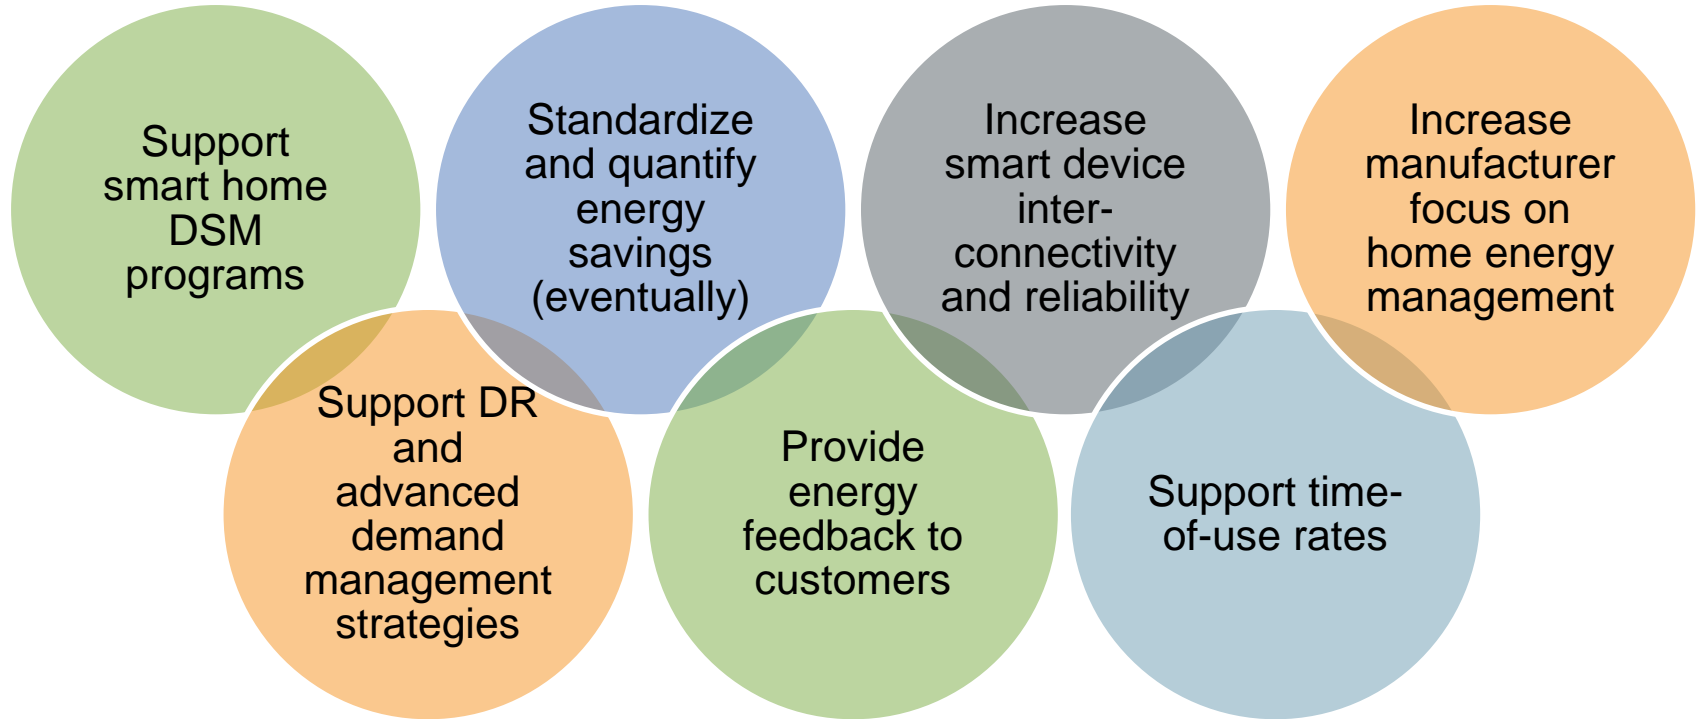 Support
smart home
DSM
programs
Standardize
and quantify
energy
savings
(eventually)
Increase
smart device
inter-
connectivity
and reliability
Increase
manufacturer
focus on
home energy
management
Support DR
and
advanced
demand
management
strategies
Provide
energy
feedback to
customers
Support time-
of-use rates